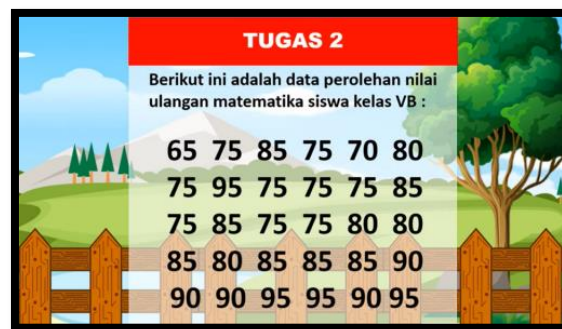 TUGAS 2
Berikut ini adalah data perolehan nilai
ulangan matematika siswa kelas VB :
65 75 85 75 70 80
75 95 75 75 75 85
75 85 75 75 80 80
85 80 85 85 85 90
90 90 95 95 90 95